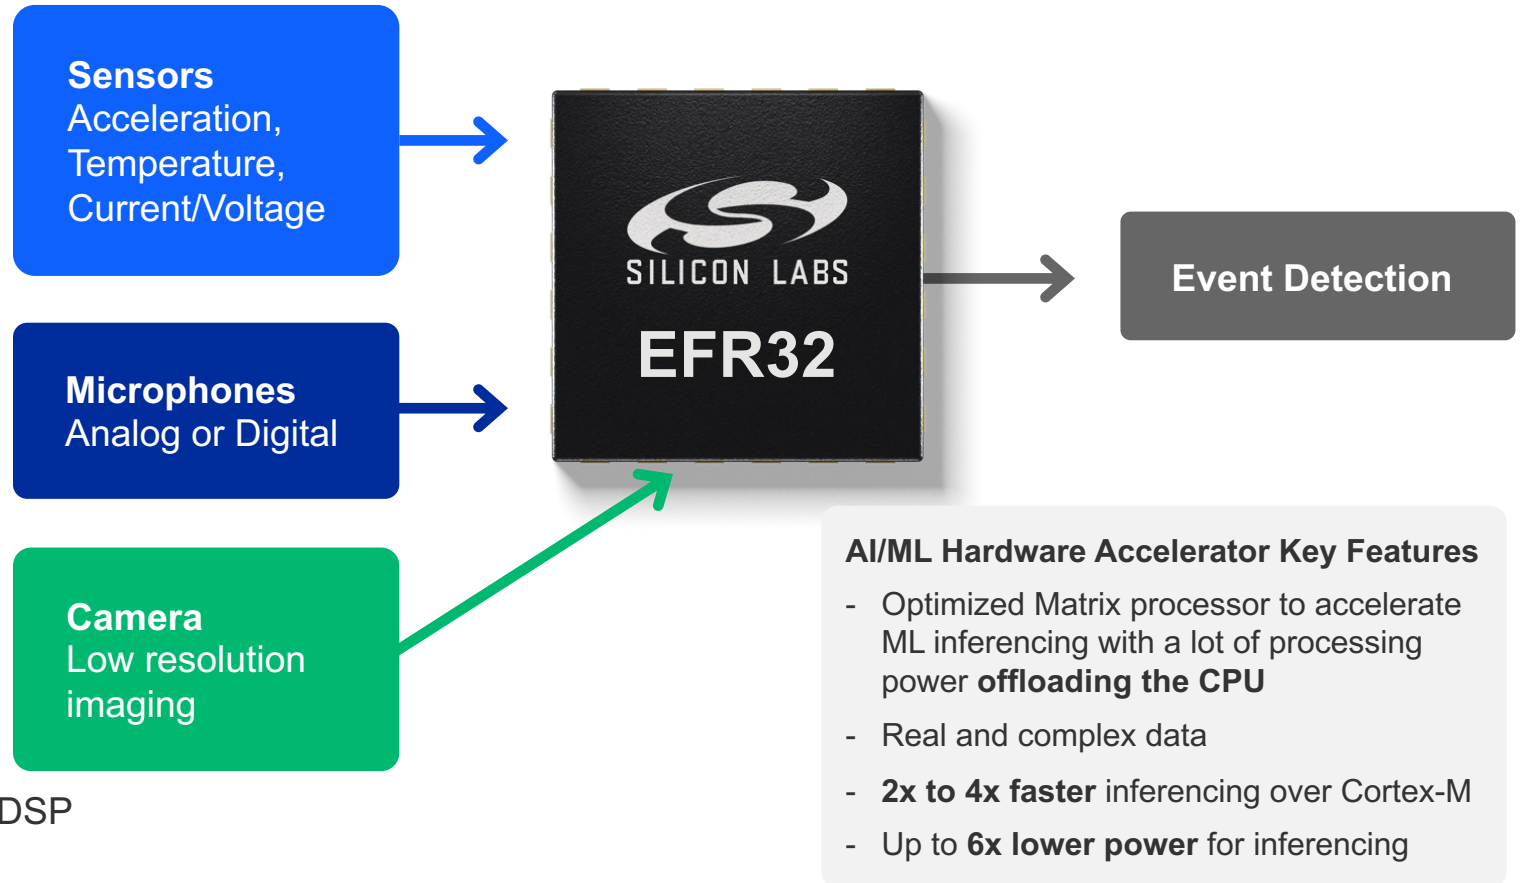 Sensors
Acceleration,
Temperature,
Current/Voltage
Microphones
Analog or Digital
Camera
Low resolution
imaging
DSP
SILICON LABS
EFR32
Event Detection
AI/ML Hardware Accelerator Key Features
- Optimized Matrix processor to accelerate
ML inferencing with a lot of processing
power offloading the CPU
- Real and complex data
- 2x to 4x faster inferencing over Cortex-M
- Up to 6x lower power for inferencing